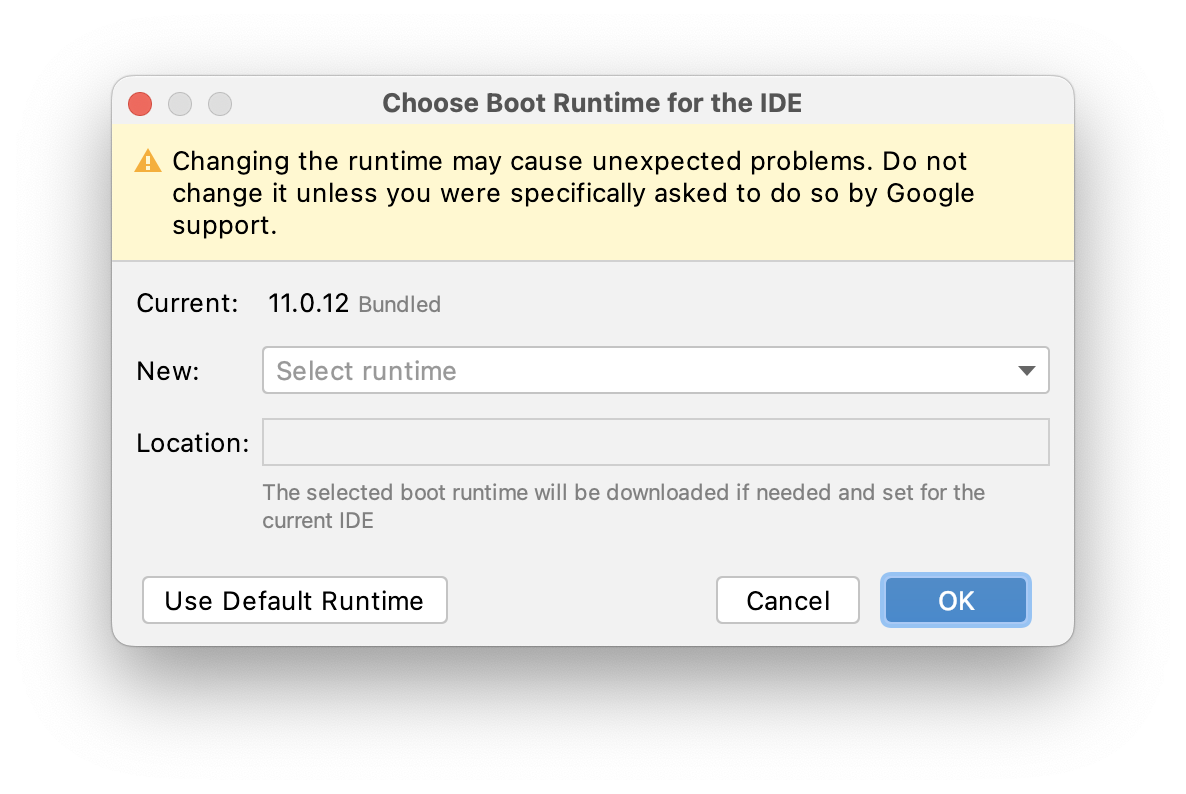 Choose Boot Runtime for the IDE
Changing the runtime may cause unexpected problems. Do not
change it unless you were specifically asked to do so by Google
support.
Current: 11.0.12 Bundled
New: Select runtime
Location:
The selected boot runtime will be downloaded if needed and set for the
current IDE
Use Default Runtime Cancel OK